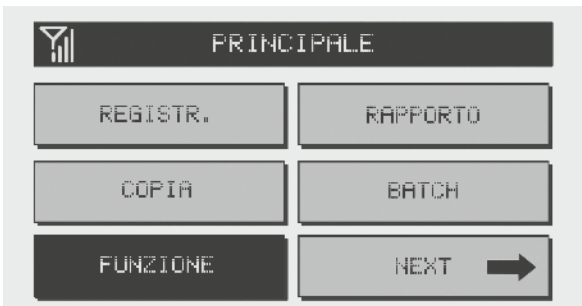 PRINCIPALE
REGISTR. RAPPORTO
COPIA BATCH
FUNZIONE NEXT